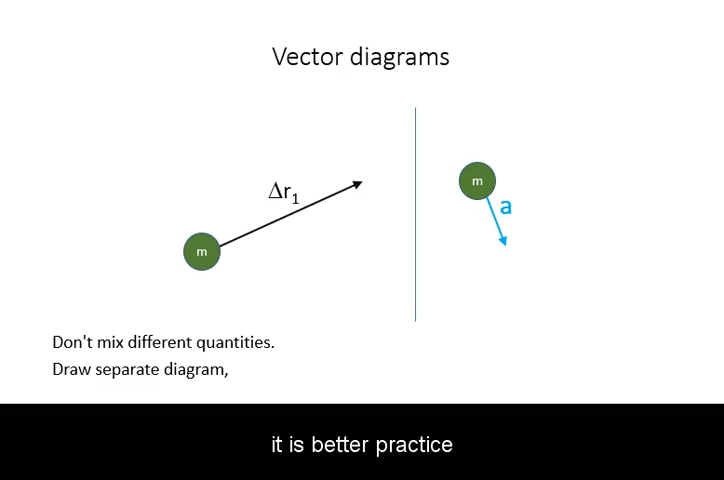 Vector diagrams
Δr₁
m
m
a
Don't mix different quantities.
Draw separate diagram,
it is better practice